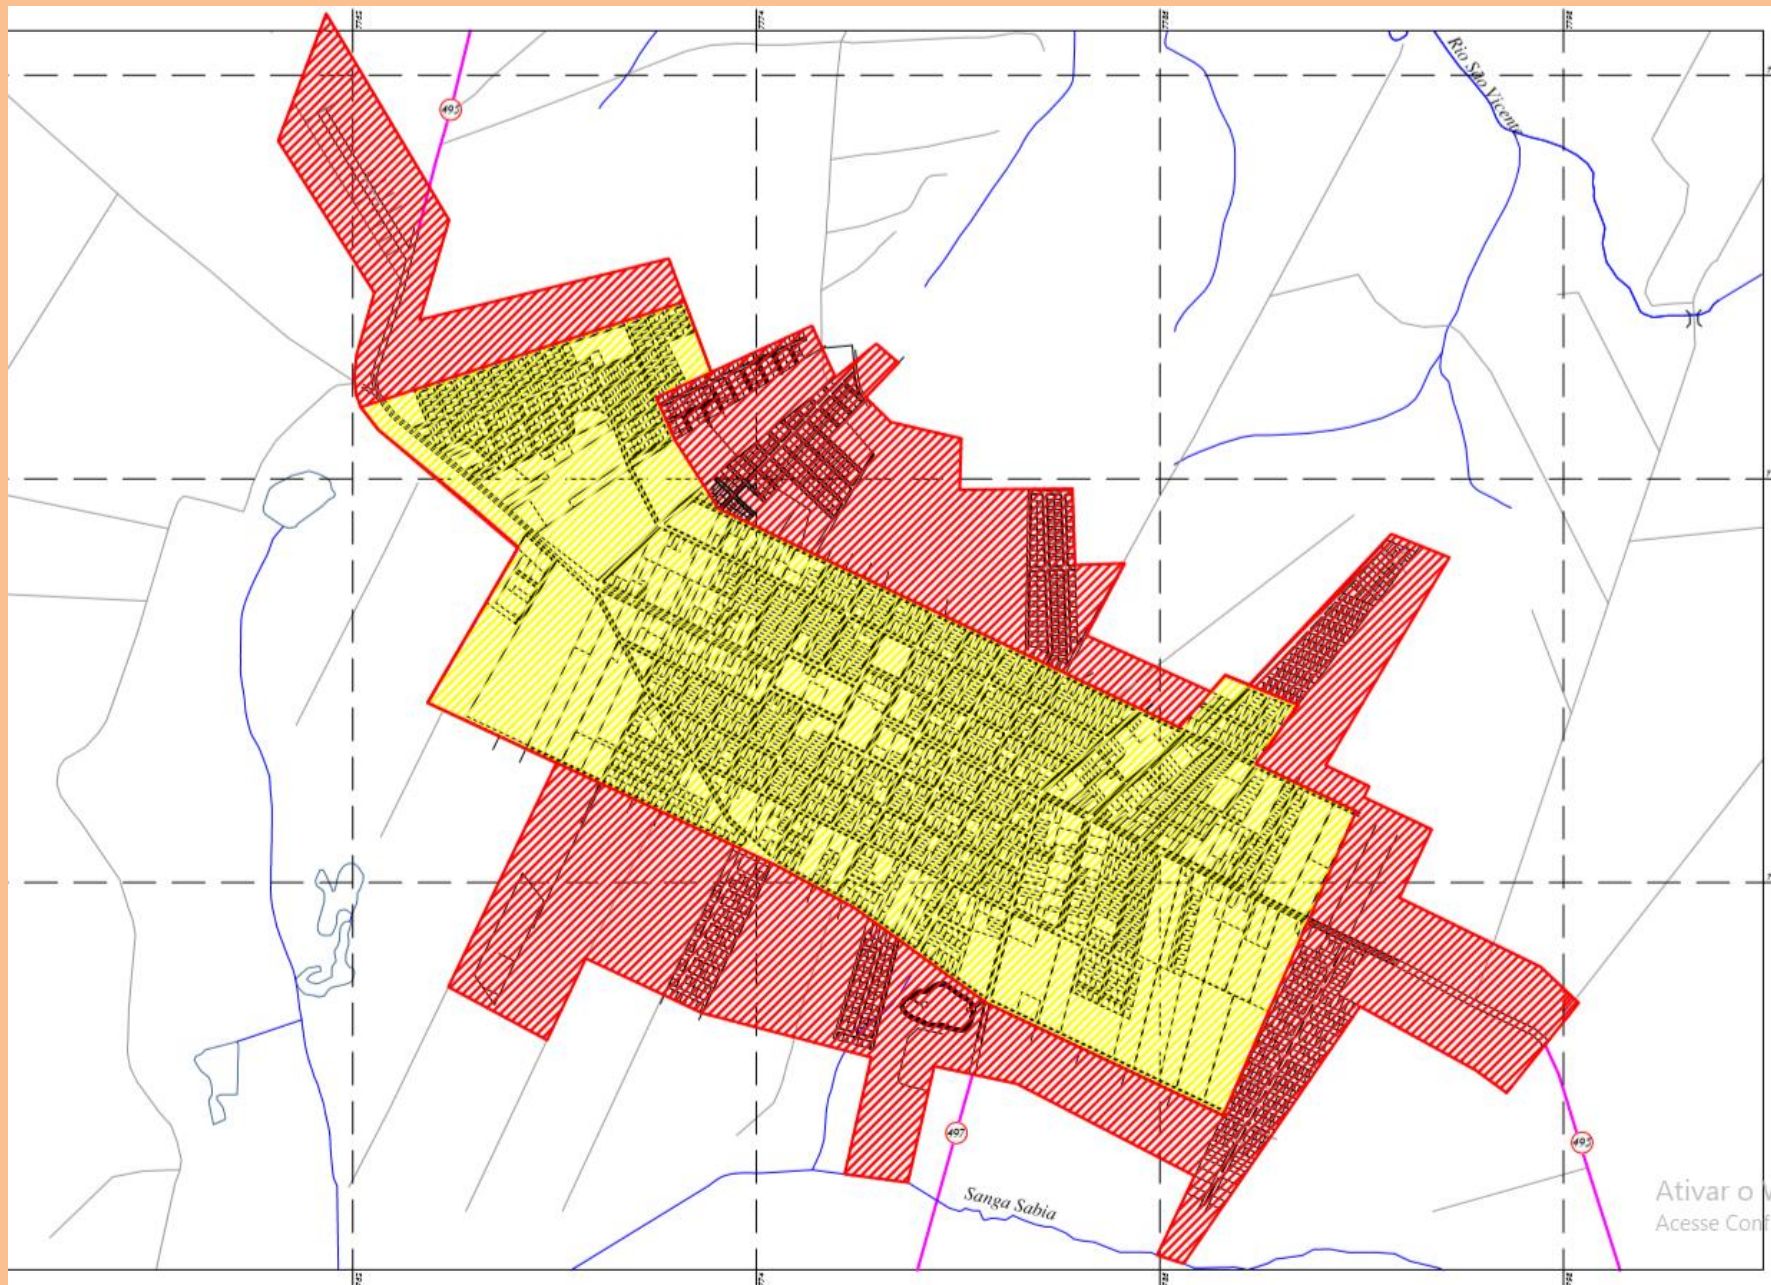 495
Rio São Vicente
497
495
Sanga Sabia
Ativar o
Acesse Conf